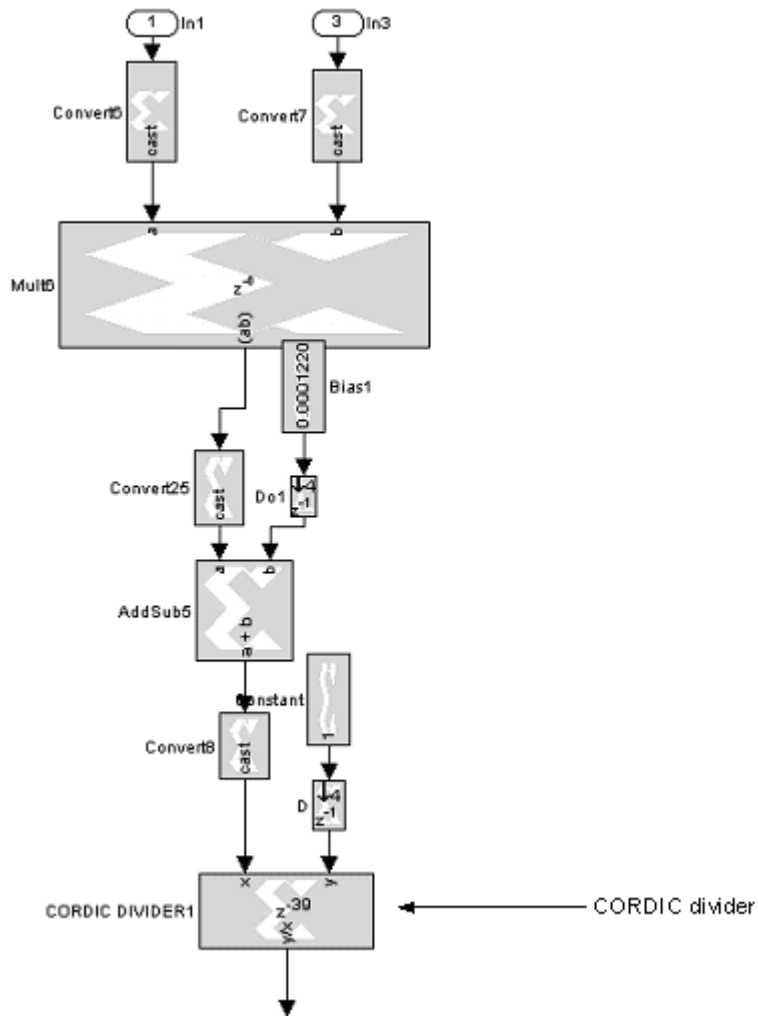 1 In1
3 In3
Convert6
cast
Convert7
cast
a
b
Mult6
(ab)
0.0001220
Bias1
Convert25
cast
Do1
z-1
a
b
AddSub5
a + b
Constant
1
Convert8
cast
D
z-1
x
y
CORDIC DIVIDER1
z-39
y/x
CORDIC divider